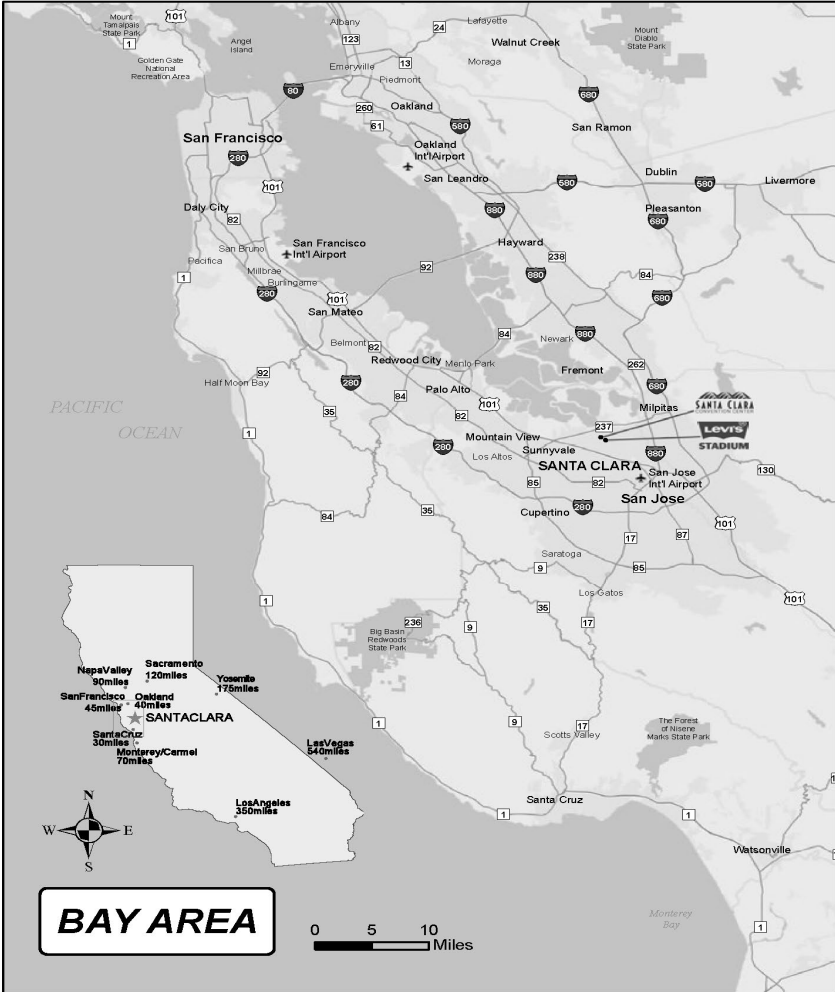 Mount
Tamalpais
State Park
101
1
Golden Gate
National
Recreation Area
Angel
Island
Albany
123
24
Lafayette
Walnut Creek
Mount
Diablo
State Park
Emeryville
13
Moraga
Piedmont
80
260
Oakland
680
61
580
San Ramon
San Francisco
280
Oakland
Int'lAirport
San Leandro
101
Dublin
580
580
Livermore
Daly City
82
880
Pleasanton
680
San Bruno
San Francisco
Int'l Airport
Hayward
238
Pacifica
92
1
Millbrae
880
84
Burlingame
280
101
680
San Mateo
Belmont
82
84
Newark
880
Redwood City
Menlo Park
262
92
Fremont
Half Moon Bay
280
Palo Alto
680
84
101
35
82
Milpitas
SANTA CLARA
CONVENTION CENTER
PACIFIC
OCEAN
237
LEVI'S
STADIUM
1
Mountain View
280
Sunnyvale
880
Los Altos
SANTA CLARA
San Jose
Int'l Airport
130
85
82
San Jose
280
Cupertino
84
35
101
17
87
Saratoga
9
85
Los Gatos
101
1
35
236
9
17
Big Basin
Redwoods
State Park
1
9
17
Scotts Valley
The Forest
of Nisene
Marks State Park
Santa Cruz
1
1
Watsonville
Monterey
Bay
1
NapaValley
90miles
Sacramento
120miles
Yosemite
175miles
SanFrancisco
45miles
Oakland
40miles
SANTACLARA
SantaCruz
30miles
Monterey/Carmel
70miles
LasVegas
540miles
LosAngeles
350miles
N
W
E
S
BAY AREA
0
5
10
Miles